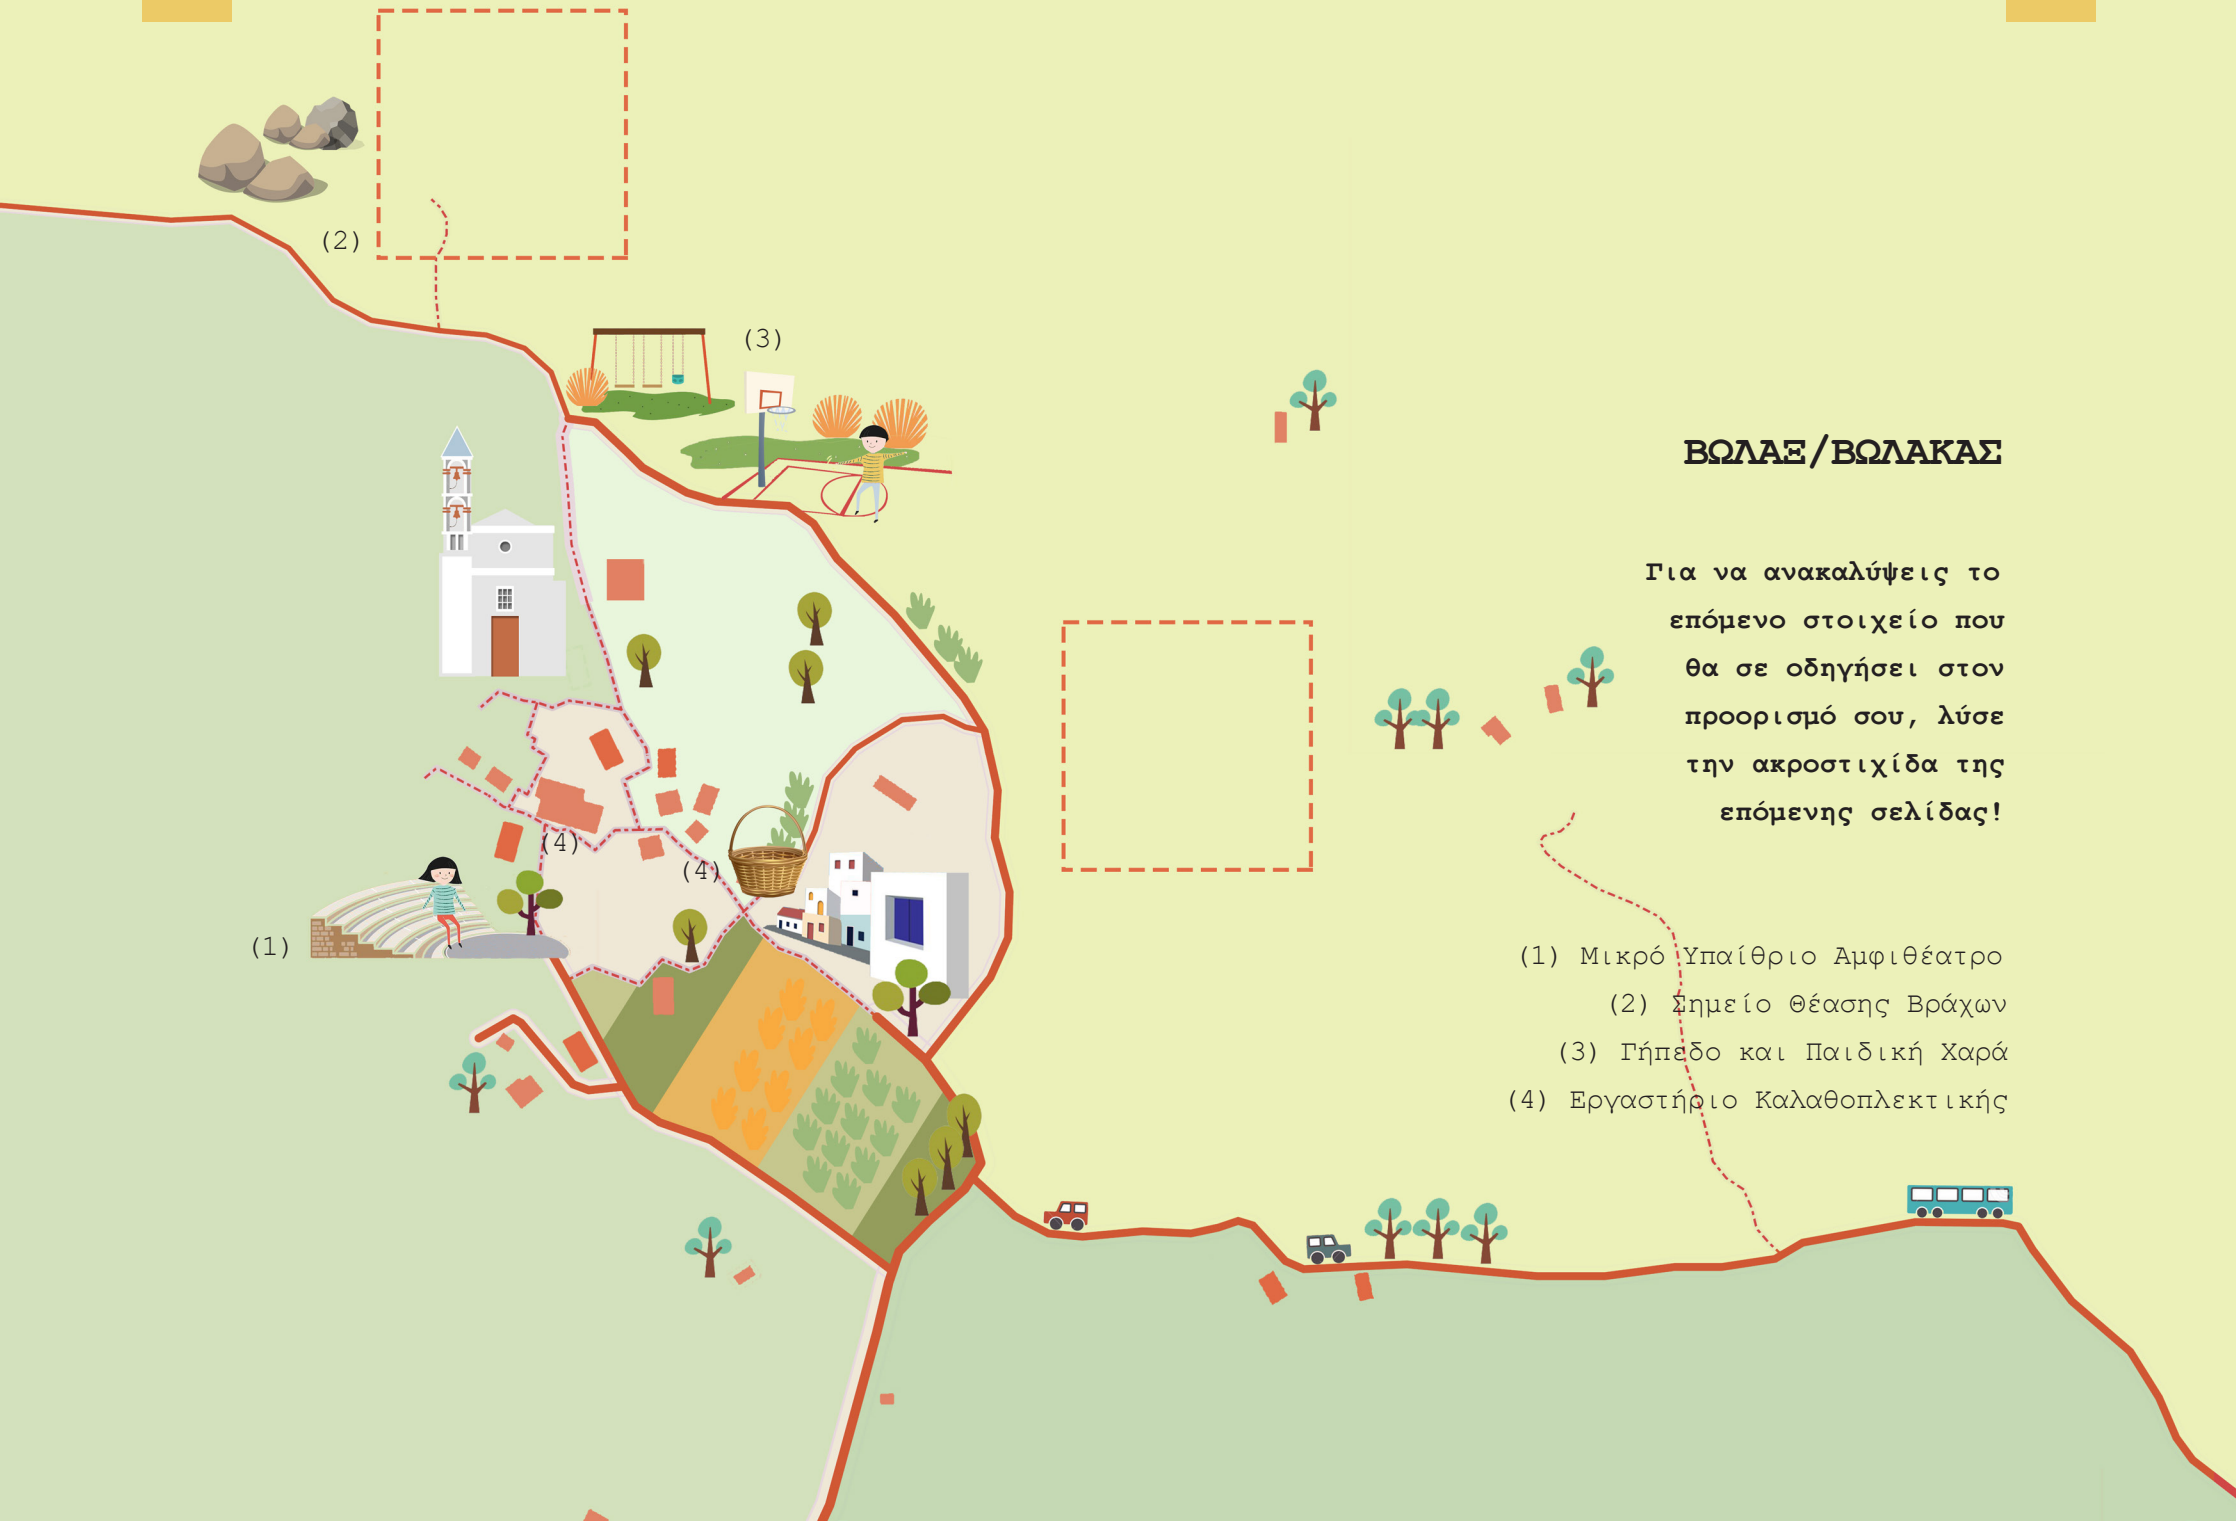 (2)
(3)
ΒΩΛΑΞ/ΒΩΛΑΚΑΣ
Για να ανακαλύψεις το
επόμενο στοιχείο που
θα σε οδηγήσει στον
προορισμό σου, λύσε
την ακροστιχίδα της
επόμενης σελίδας!
(4)
(4)
(1)
(1) Μικρό Υπαίθριο Αμφιθέατρο
(2) Σημείο Θέασης Βράχων
(3) Γήπεδο και Παιδική Χαρά
(4) Εργαστήριο Καλαθοπλεκτικής